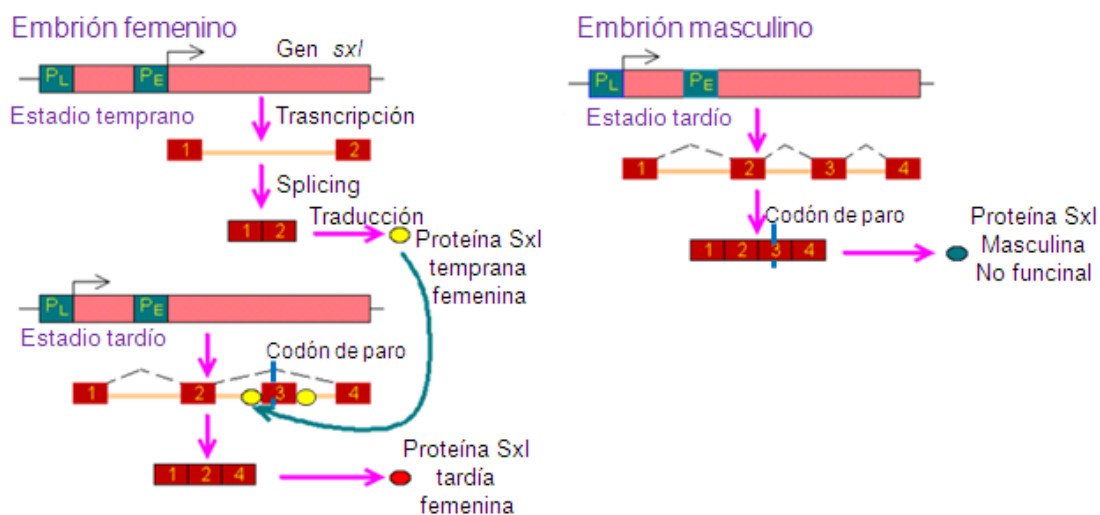 Embrión femenino
Gen sxl
PL
PE
Estadio temprano
Trasncripción
1
2
Splicing
1 2
Traducción
Proteína Sxl
temprana
femenina
PL
PE
Estadio tardío
Codón de paro
1
2
3
4
1 2 4
Proteína Sxl
tardía
femenina
Embrión masculino
PL
PE
Estadio tardío
1
2
3
4
Codón de paro
1 2 3 4
Proteína Sxl
Masculina
No funcinal